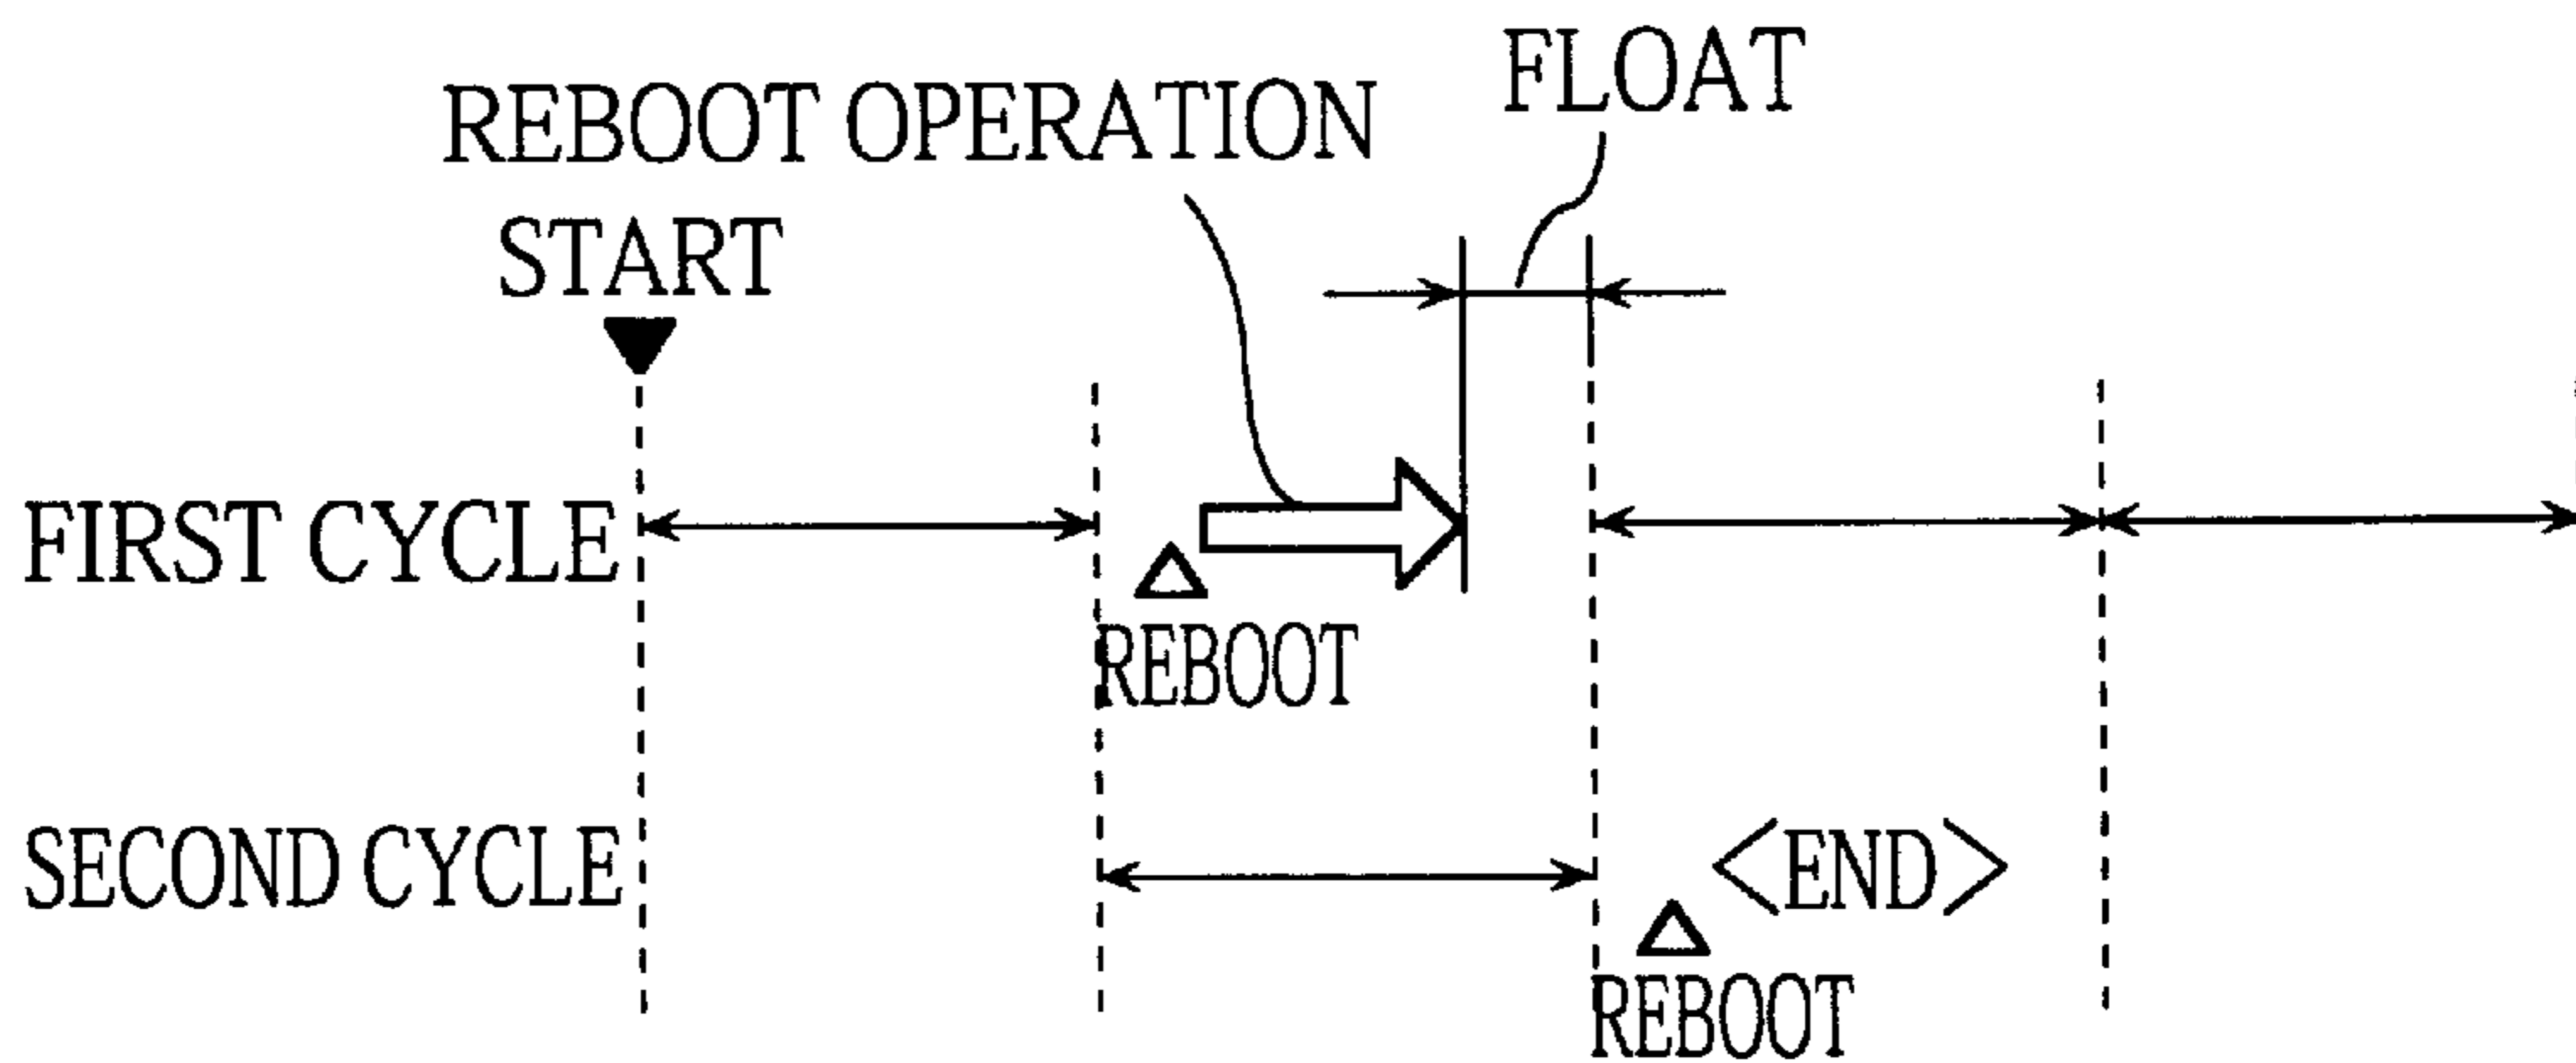 FLOAT
REBOOT OPERATION
START
FIRST CYCLE
REBOOT
SECOND CYCLE
<END>
REBOOT